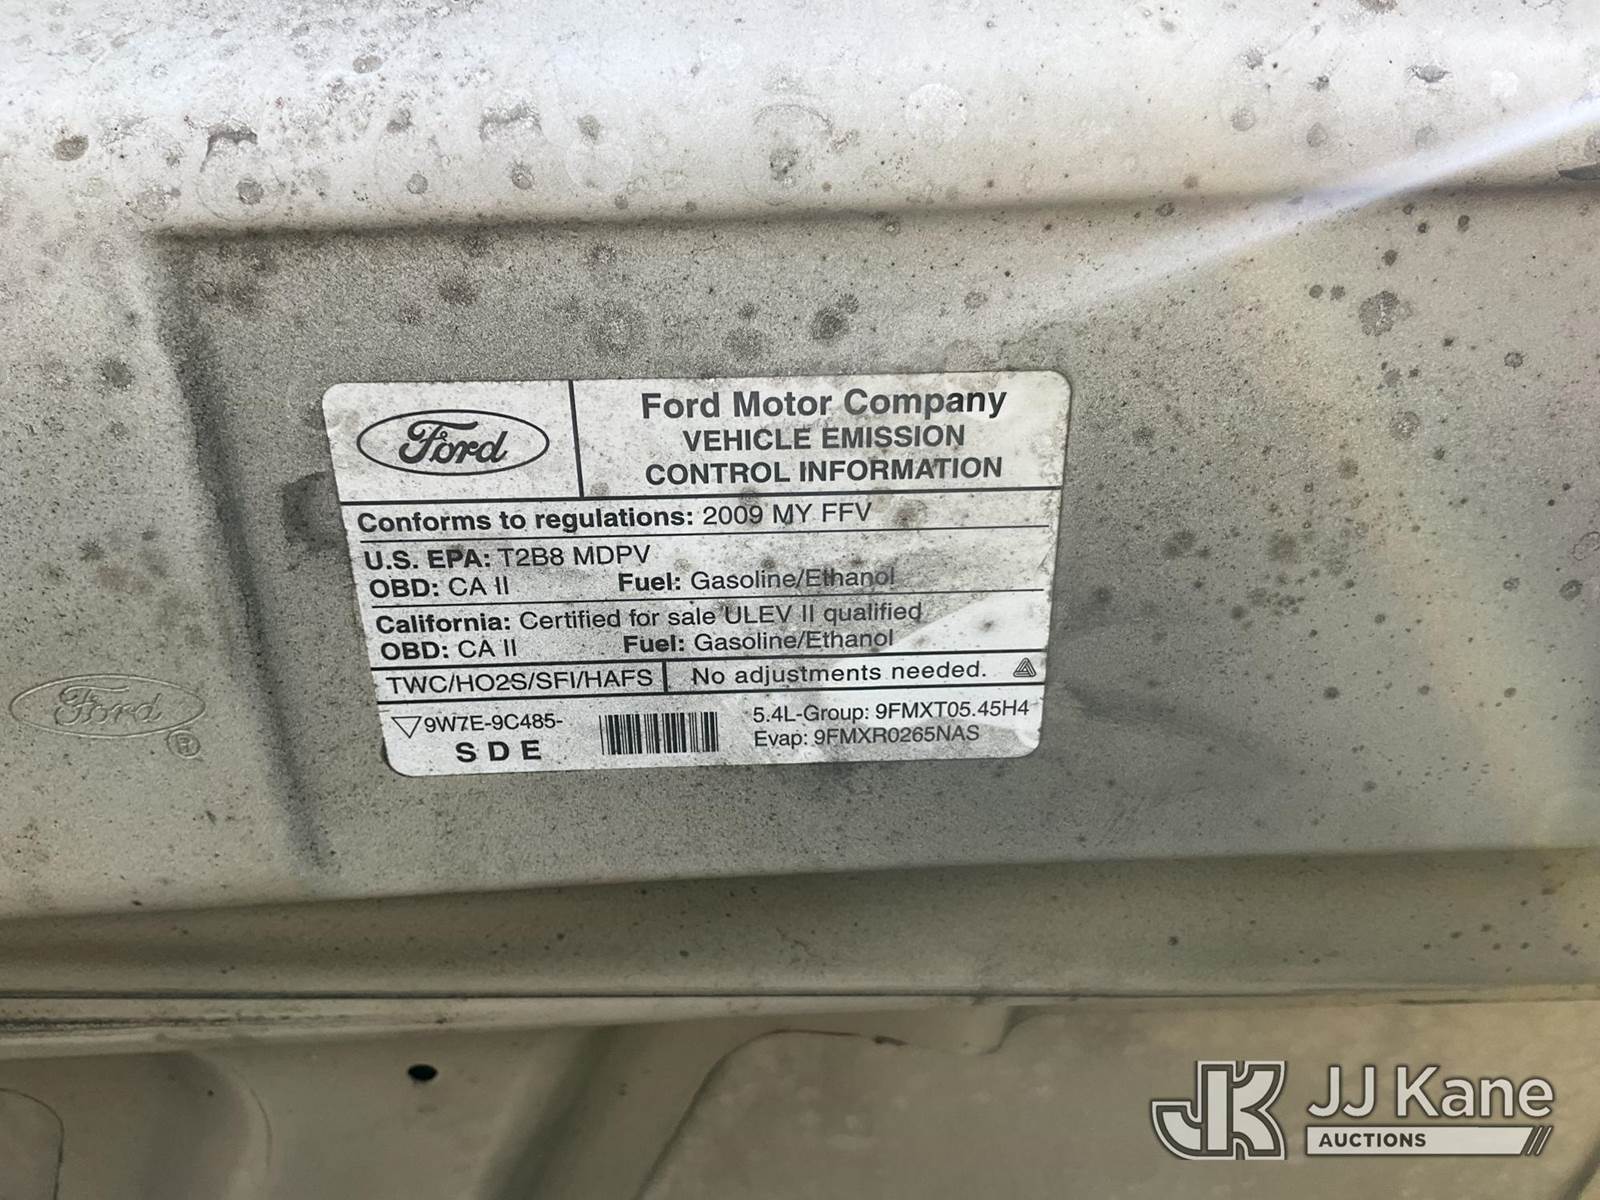 Ford
Ford Motor Company
VEHICLE EMISSION
CONTROL INFORMATION
Conforms to regulations: 2009 MY FFV
U.S. EPA: T2B8 MDPV
OBD: CA II Fuel: Gasoline/Ethanol
California: Certified for sale ULEV II qualified
OBD: CA II Fuel: Gasoline/Ethanol
TWC/HO2S/SFI/HAFS No adjustments needed.
9W7E-9C485-
SDE
5.4L-Group: 9FMXT05.45H4
Evap: 9FMXR0265NAS
Ford
®
JK
JJ Kane
AUCTIONS